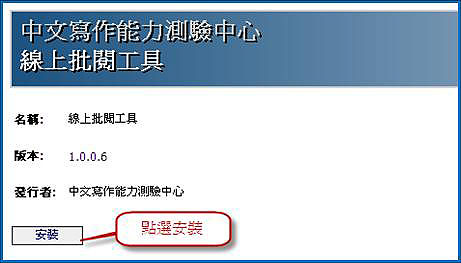 中文寫作能力測驗中心
線上批閱工具
名稱: 線上批閱工具
版本: 1.0.0.6
發行者: 中文寫作能力測驗中心
安裝
點選安裝